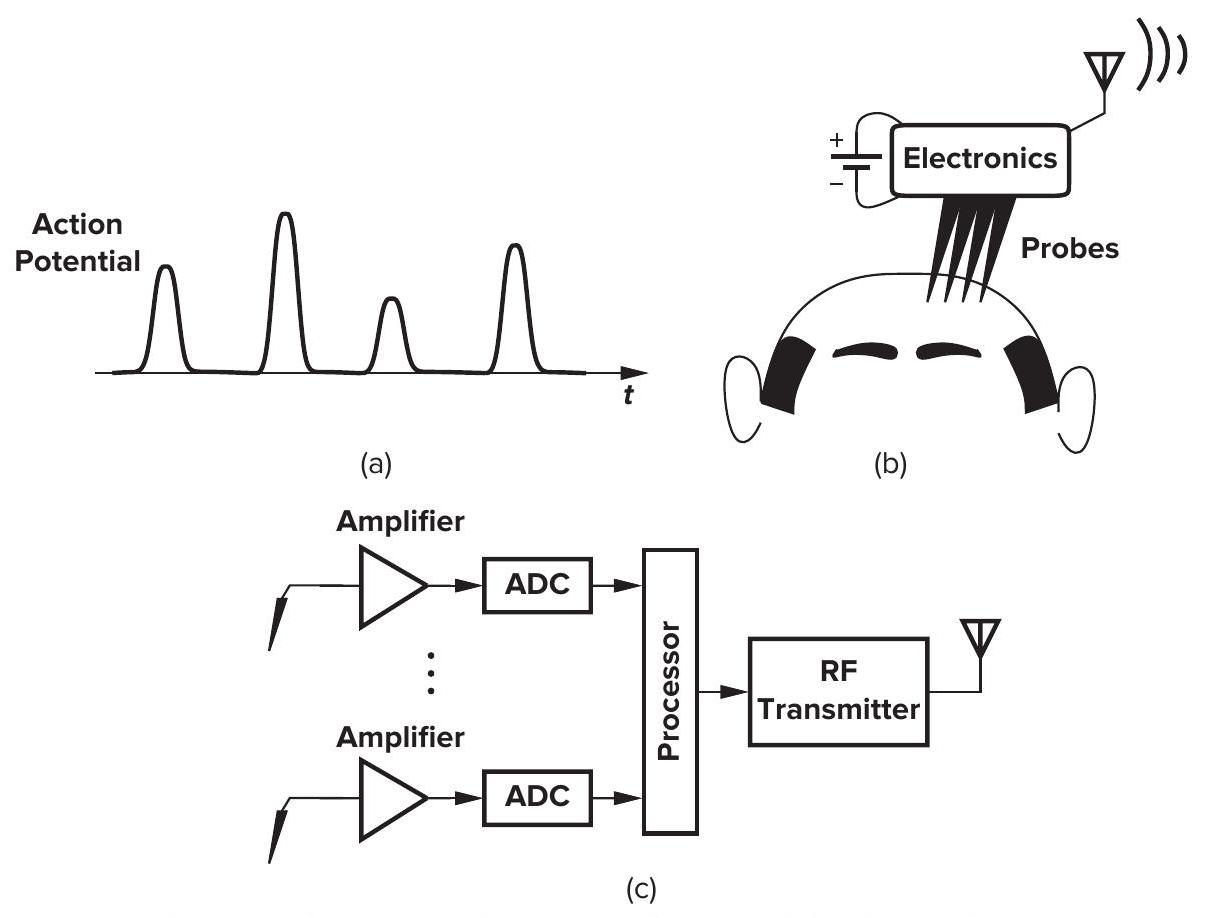 Action
Potential
t
(a)
+
−
Electronics
Probes
(b)
Amplifier
ADC
Amplifier
ADC
Processor
RF
Transmitter
(c)